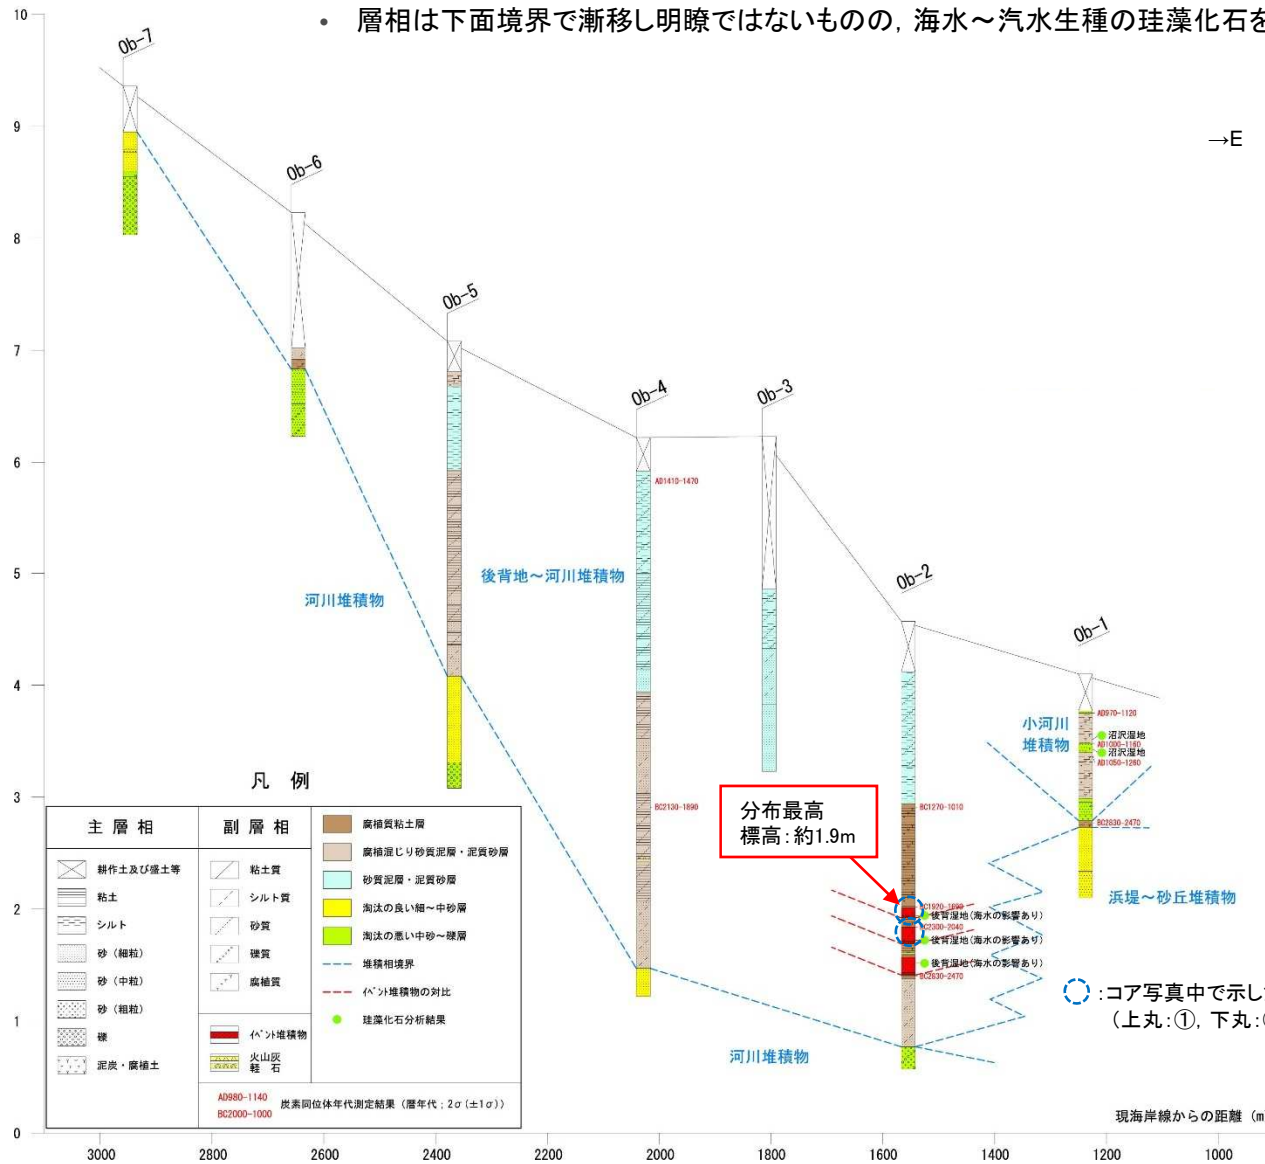 • 層相は下面境界で漸移し明瞭ではないものの, 海水～汽水生種の珪藻化石を
→E
10
9
8
7
6
5
4
3
2
1
0
Ob-7
Ob-6
Ob-5
Ob-4
Ob-3
Ob-2
Ob-1
AD1410-1470
BC2130-1890
河川堆積物
後背地～河川堆積物
分布最高
標高：約1.9m
BC1270-1010
BC1920-1690
後背湿地(海水の影響あり)
BC2300-2040
後背湿地(海水の影響あり)
後背湿地(海水の影響あり)
BC2830-2470
小河川
堆積物
AD970-1120
沼沢湿地
AD1000-1160
沼沢湿地
AD1050-1260
BC2830-2470
浜堤～砂丘堆積物
河川堆積物
:コア写真中で示し
(上丸:①, 下丸:
凡 例
主 層 相
耕作土及び盛土等
粘土
シルト
砂（細粒）
砂（中粒）
砂（粗粒）
礫
泥炭・腐植土
副 層 相
粘土質
シルト質
砂質
礫質
腐植質
イベント堆積物
火山灰
軽 石
腐植質粘土層
腐植混じり砂質泥層・泥質砂層
砂質泥層・泥質砂層
淘汰の良い細～中砂層
淘汰の悪い中砂～礫層
堆積相境界
イベント堆積物の対比
珪藻化石分析結果
AD980-1140
BC2000-1000
炭素同位体年代測定結果（暦年代；2σ(±1σ)）
現海岸線からの距離（m
3000
2800
2600
2400
2200
2000
1800
1600
1400
1200
1000